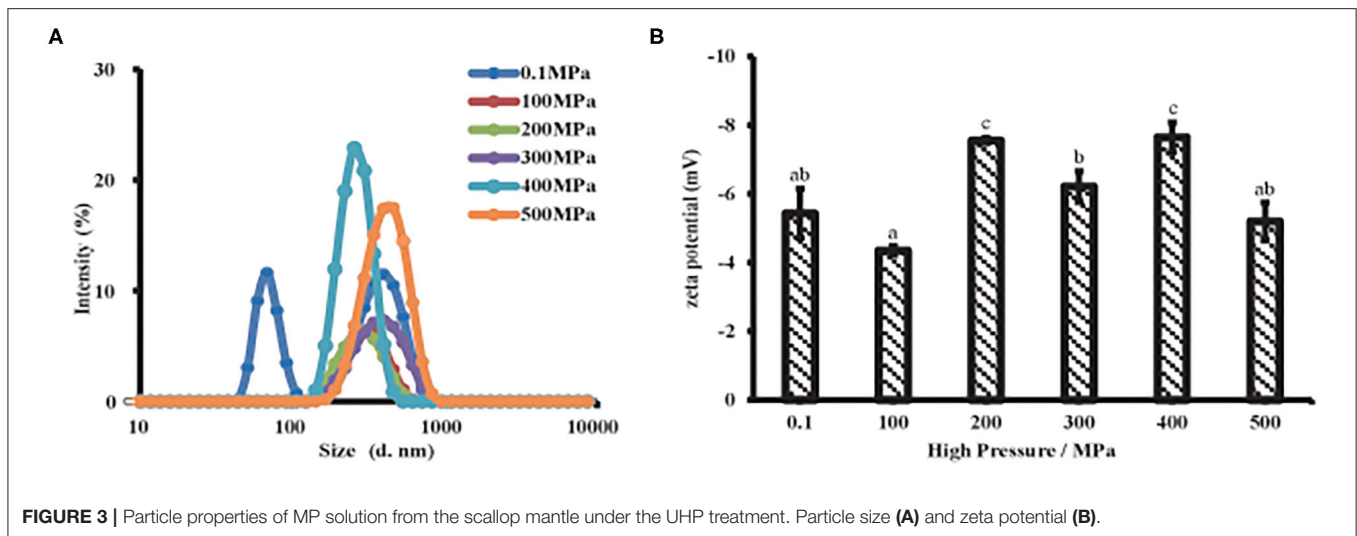 A
30
20
10
0
Intensity (%)
10
100
1000
10000
Size (d. nm)
0.1MPa
100MPa
200MPa
300MPa
400MPa
500MPa
B
-10
-8
-6
-4
-2
0
zeta potential (mV)
ab
a
c
b
c
ab
0.1
100
200
300
400
500
High Pressure / MPa
FIGURE 3 | Particle properties of MP solution from the scallop mantle under the UHP treatment. Particle size (A) and zeta potential (B).